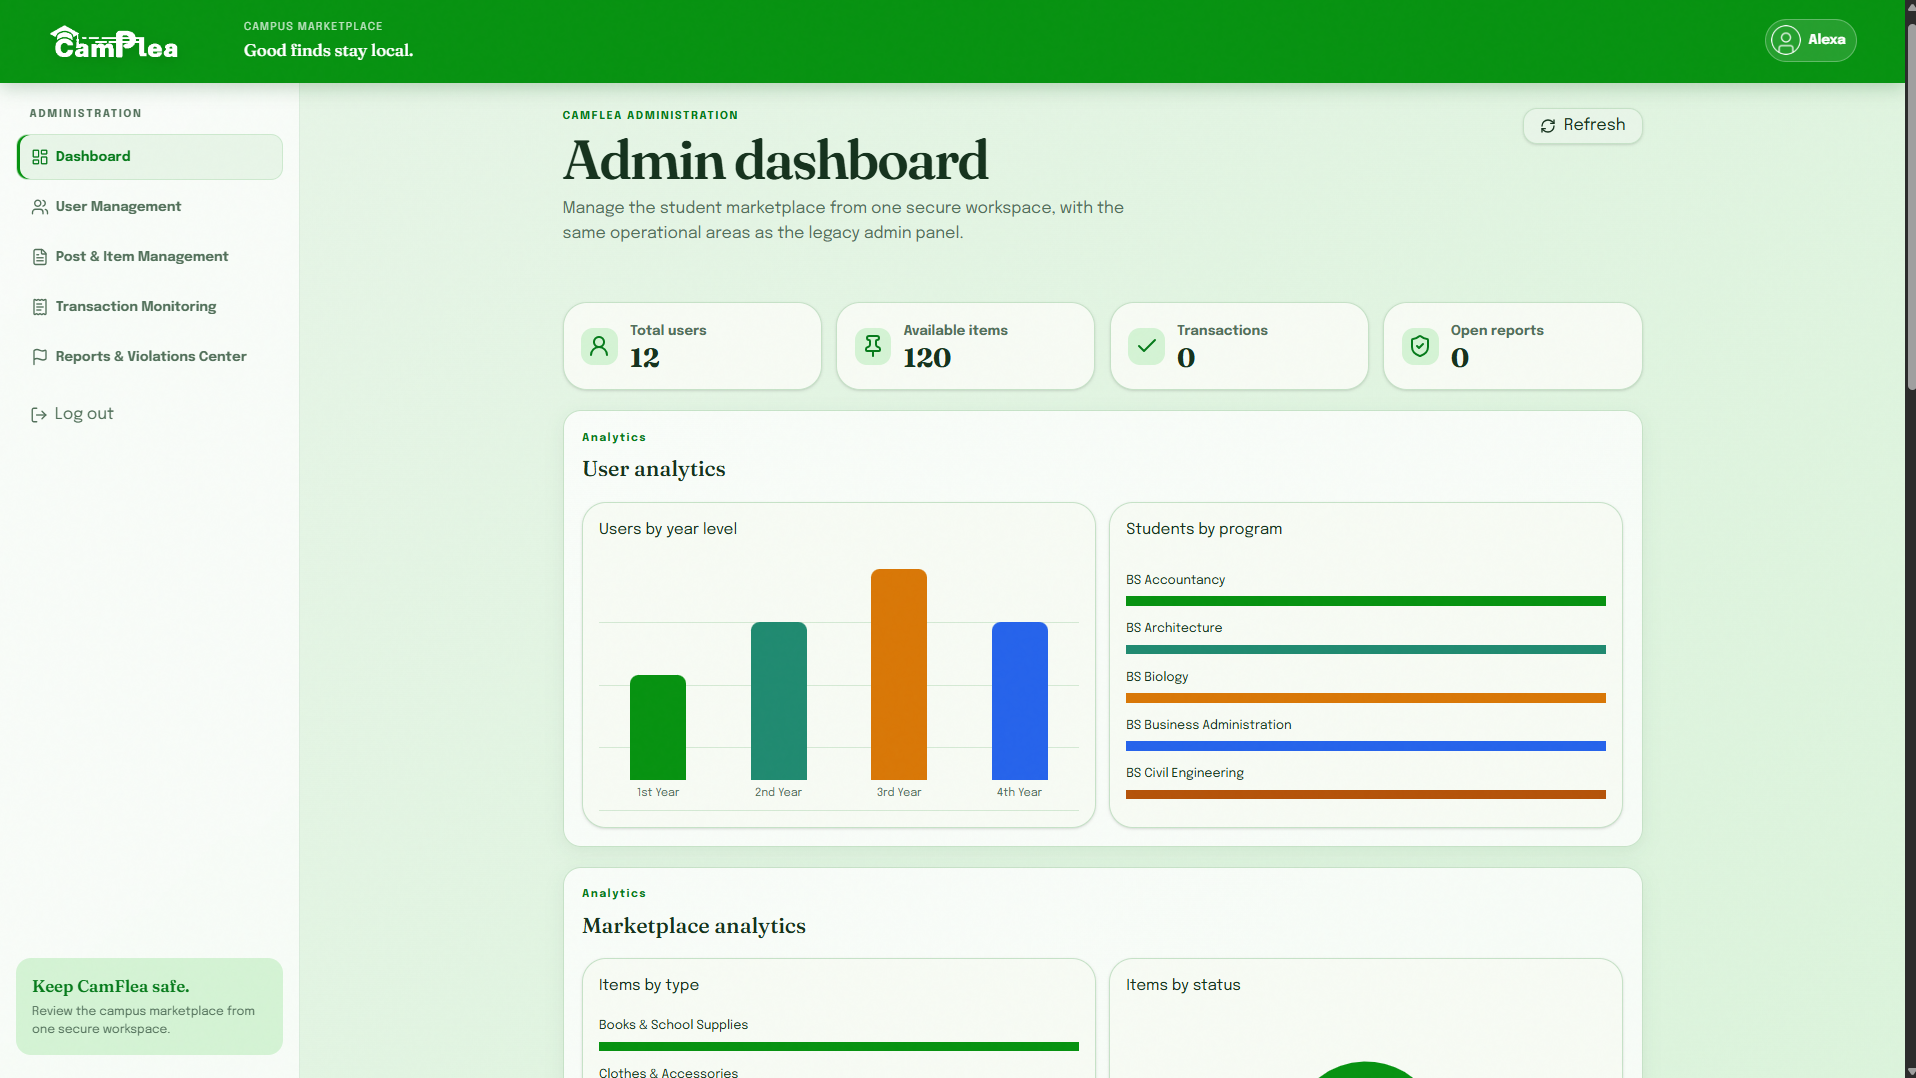 CamFlea
CAMPUS MARKETPLACE
Good finds stay local.
Alexa
ADMINISTRATION
Dashboard
User Management
Post & Item Management
Transaction Monitoring
Reports & Violations Center
Log out
Keep CamFlea safe.
Review the campus marketplace from
one secure workspace.
CAMFLEA ADMINISTRATION
Admin dashboard
Manage the student marketplace from one secure workspace, with the
same operational areas as the legacy admin panel.
Refresh
Total users
12
Available items
120
Transactions
0
Open reports
0
Analytics
User analytics
Users by year level
1st Year
2nd Year
3rd Year
4th Year
Students by program
BS Accountancy
BS Architecture
BS Biology
BS Business Administration
BS Civil Engineering
Analytics
Marketplace analytics
Items by type
Books & School Supplies
Clothes & Accessories
Items by status